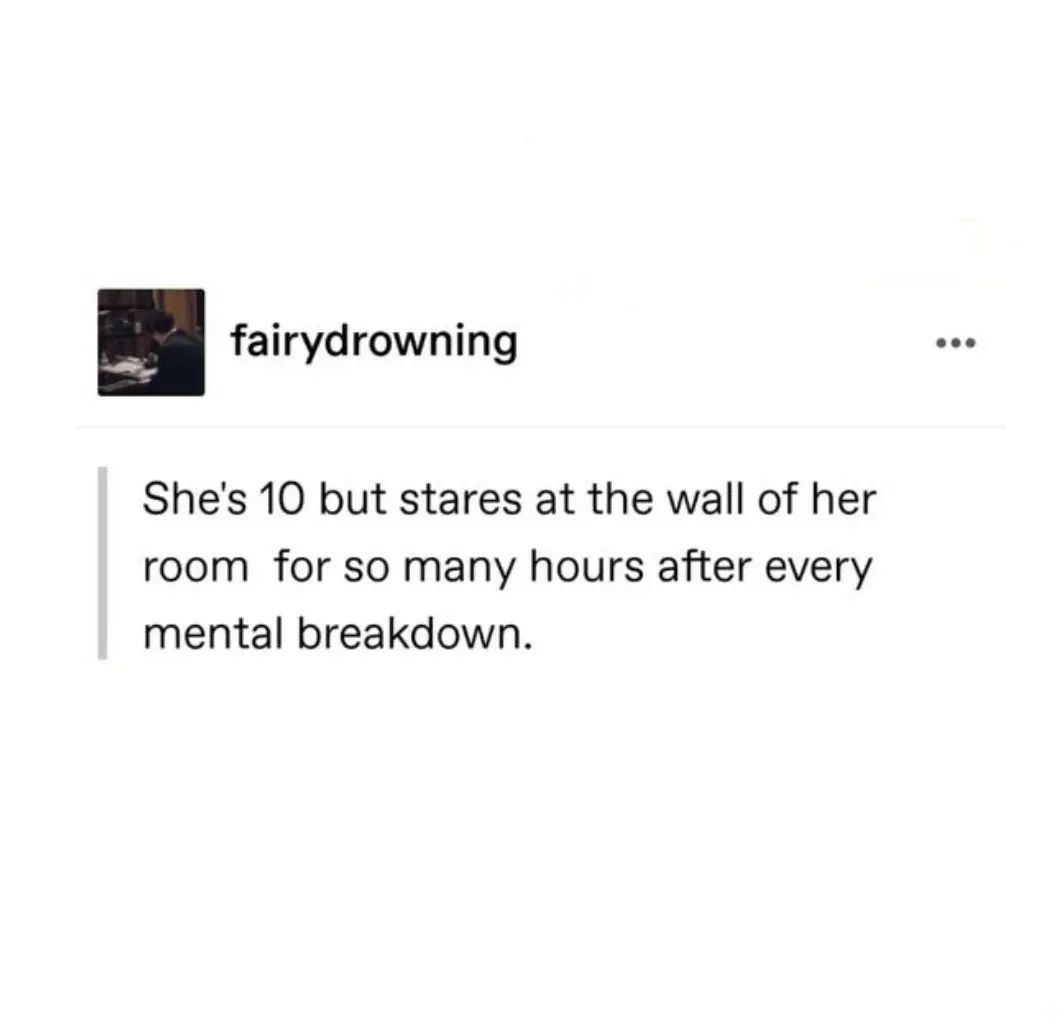 fairydrowning
She's 10 but stares at the wall of her
room  for so many hours after every
mental breakdown.